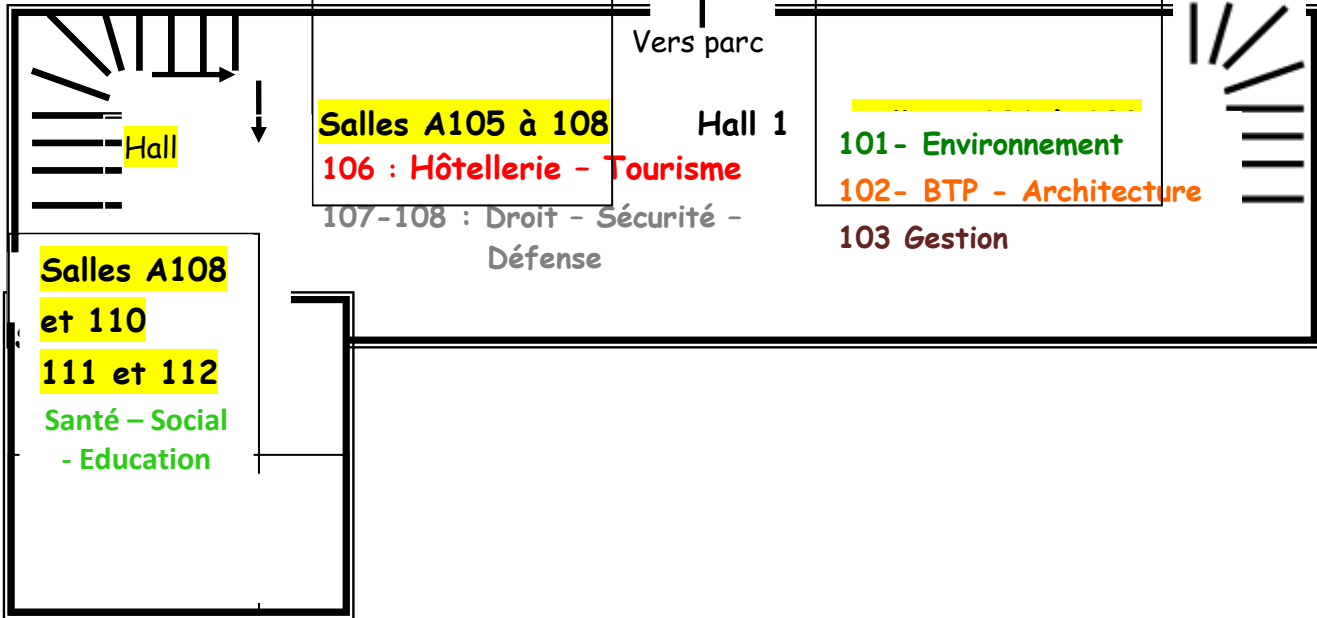 Vers parc
Hall
Salles A105 à 108
106 : Hôtellerie – Tourisme
107-108 : Droit – Sécurité –
Défense
Hall 1
101- Environnement
102- BTP - Architecture
103 Gestion
Salles A108
et 110
111 et 112
Santé – Social
- Education